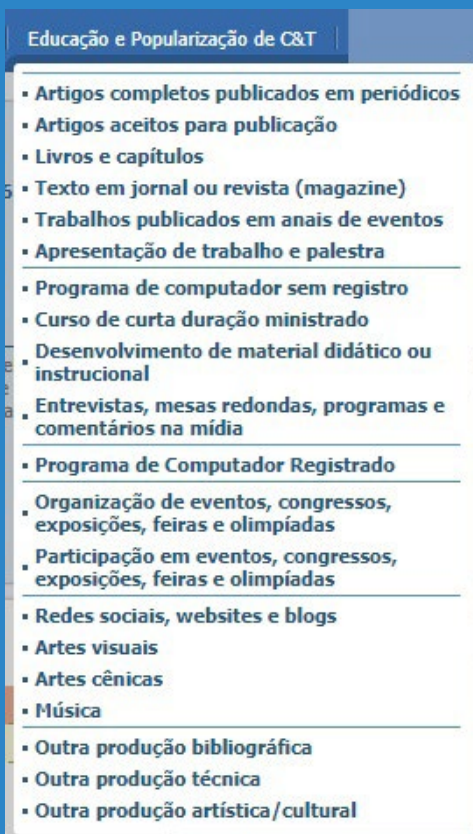 Educação e Popularização de C&T
▪ Artigos completos publicados em periódicos
▪ Artigos aceitos para publicação
▪ Livros e capítulos
▪ Texto em jornal ou revista (magazine)
▪ Trabalhos publicados em anais de eventos
▪ Apresentação de trabalho e palestra
▪ Programa de computador sem registro
▪ Curso de curta duração ministrado
▪ Desenvolvimento de material didático ou
instrucional
▪ Entrevistas, mesas redondas, programas e
comentários na mídia
▪ Programa de Computador Registrado
▪ Organização de eventos, congressos,
exposições, feiras e olimpíadas
▪ Participação em eventos, congressos,
exposições, feiras e olimpíadas
▪ Redes sociais, websites e blogs
▪ Artes visuais
▪ Artes cênicas
▪ Música
▪ Outra produção bibliográfica
▪ Outra produção técnica
▪ Outra produção artística/cultural